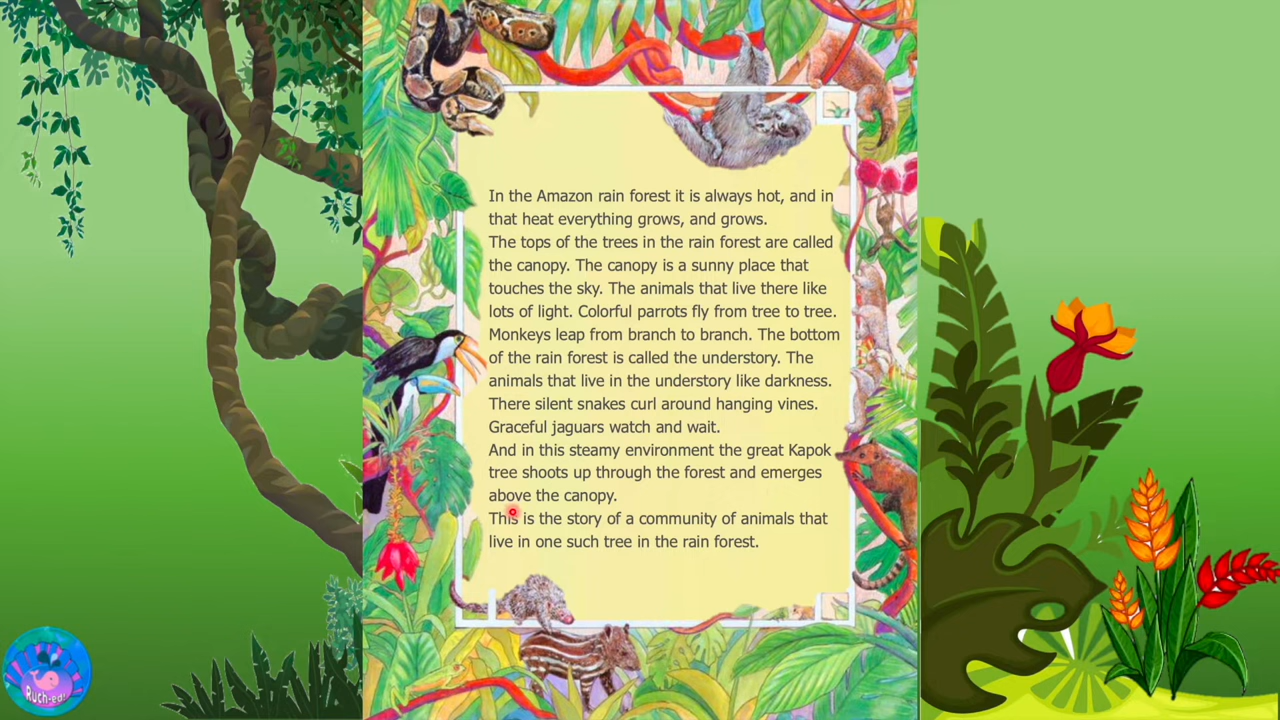 In the Amazon rain forest it is always hot, and in
that heat everything grows, and grows.
The tops of the trees in the rain forest are called
the canopy. The canopy is a sunny place that
touches the sky. The animals that live there like
lots of light. Colorful parrots fly from tree to tree.
Monkeys leap from branch to branch. The bottom
of the rain forest is called the understory. The
animals that live in the understory like darkness.
There silent snakes curl around hanging vines.
Graceful jaguars watch and wait.
And in this steamy environment the great Kapok
tree shoots up through the forest and emerges
above the canopy.
This is the story of a community of animals that
live in one such tree in the rain forest.
Ruch-ed!